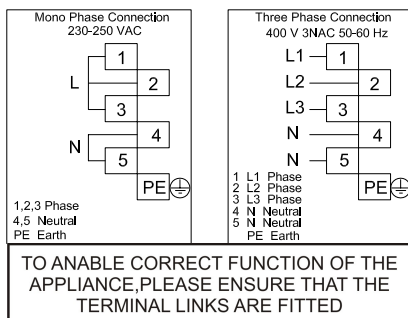 Mono Phase Connection
230-250 VAC
1
L
2
3
4
N
5
PE
1,2,3 Phase
4,5 Neutral
PE Earth
Three Phase Connection
400 V 3NAC 50-60 Hz
L1
1
L2
2
L3
3
N
4
N
5
PE
1 L1 Phase
2 L2 Phase
3 L3 Phase
4 N Neutral
5 N Neutral
PE Earth
TO ANABLE CORRECT FUNCTION OF THE
APPLIANCE,PLEASE ENSURE THAT THE
TERMINAL LINKS ARE FITTED